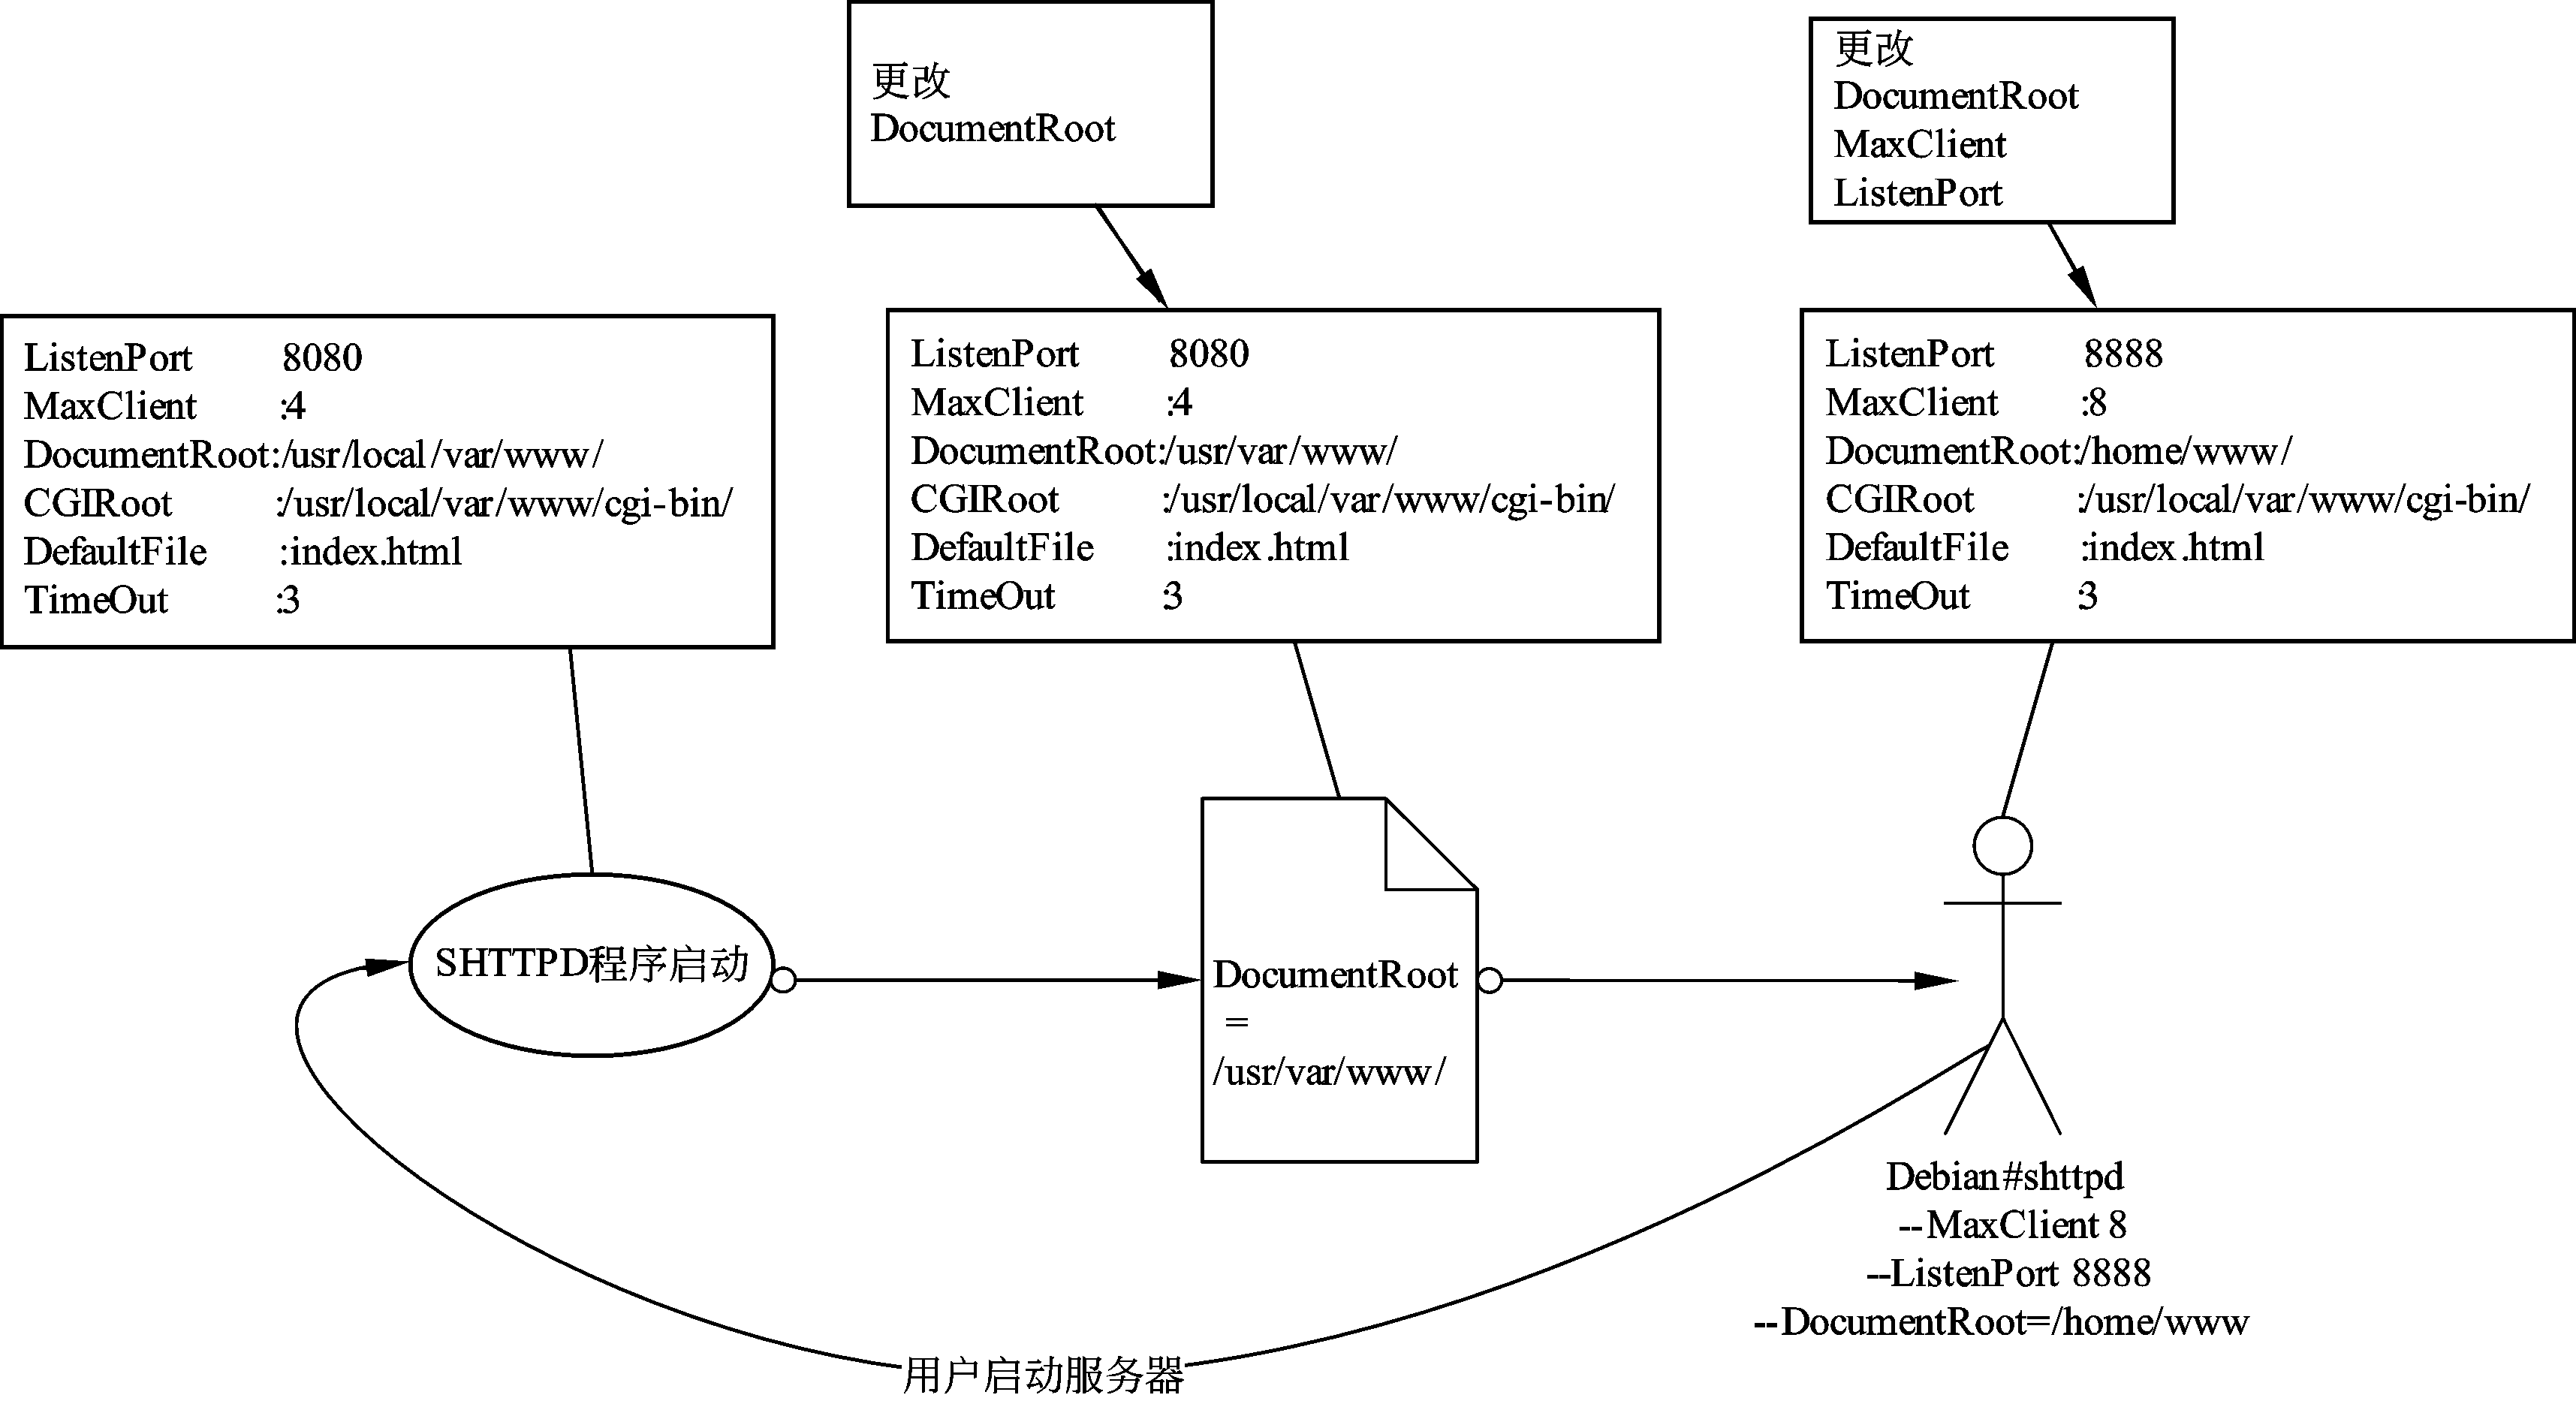 更改
DocumentRoot
更改
DocumentRoot
MaxClient
ListenPort
ListenPort :8080
MaxClient :4
DocumentRoot:/usr/local/var/www/
CGIRoot :/usr/local/var/www/cgi-bin/
DefaultFile :index.html
TimeOut :3
ListenPort :8080
MaxClient :4
DocumentRoot:/usr/var/www/
CGIRoot :/usr/local/var/www/cgi-bin/
DefaultFile :index.html
TimeOut :3
ListenPort :8888
MaxClient :8
DocumentRoot:/home/www/
CGIRoot :/usr/local/var/www/cgi-bin/
DefaultFile :index.html
TimeOut :3
SHTTPD程序启动
DocumentRoot
=
/usr/var/www/
Debian#shttpd
--MaxClient 8
--ListenPort 8888
--DocumentRoot=/home/www
用户启动服务器